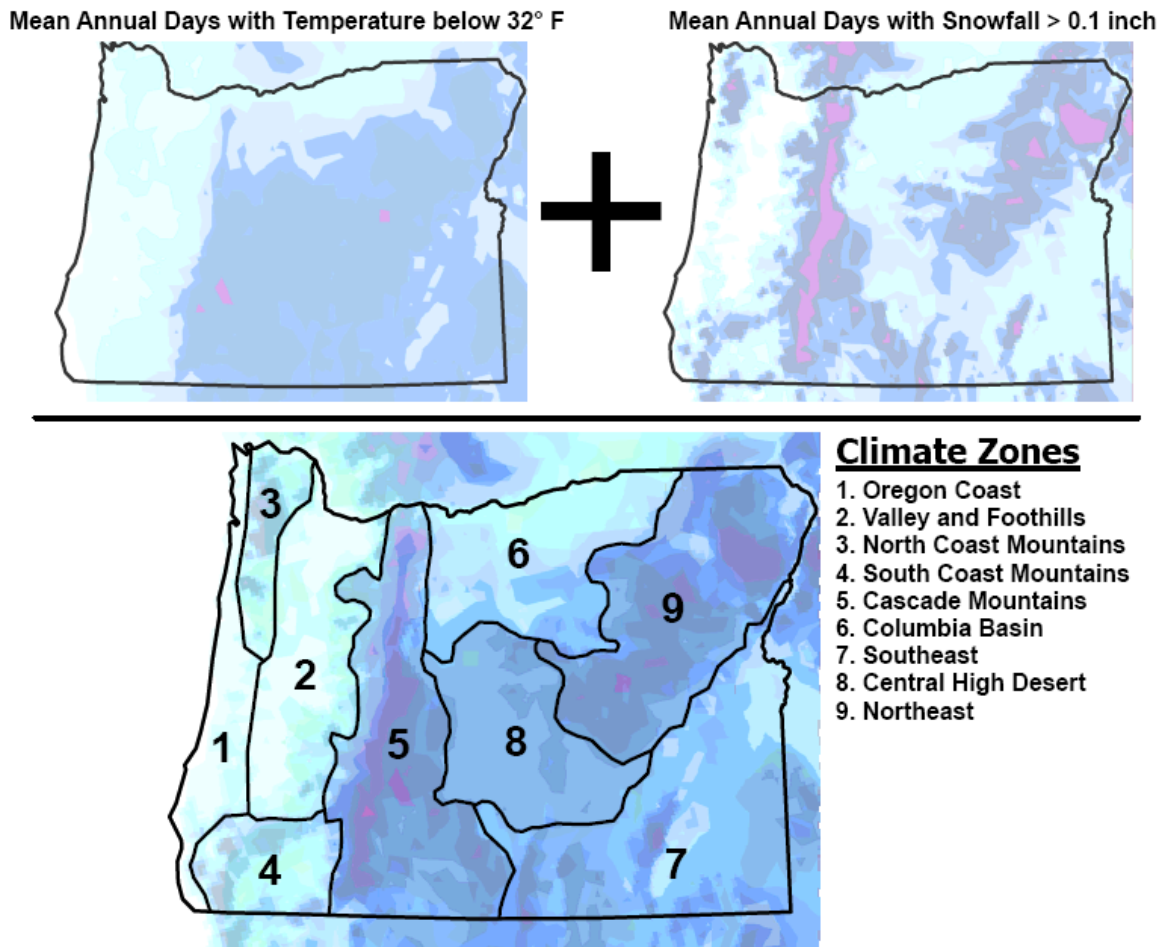 Mean Annual Days with Temperature below 32° F
Mean Annual Days with Snowfall > 0.1 inch
Climate Zones
1. Oregon Coast
2. Valley and Foothills
3. North Coast Mountains
4. South Coast Mountains
5. Cascade Mountains
6. Columbia Basin
7. Southeast
8. Central High Desert
9. Northeast
3
6
9
2
1
5
8
4
7